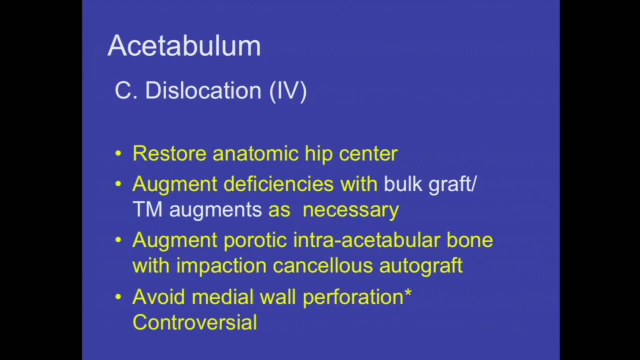 Acetabulum
C. Dislocation (IV)
• Restore anatomic hip center
• Augment deficiencies with bulk graft/
TM augments as necessary
• Augment porotic intra-acetabular bone
with impaction cancellous autograft
• Avoid medial wall perforation*
Controversial